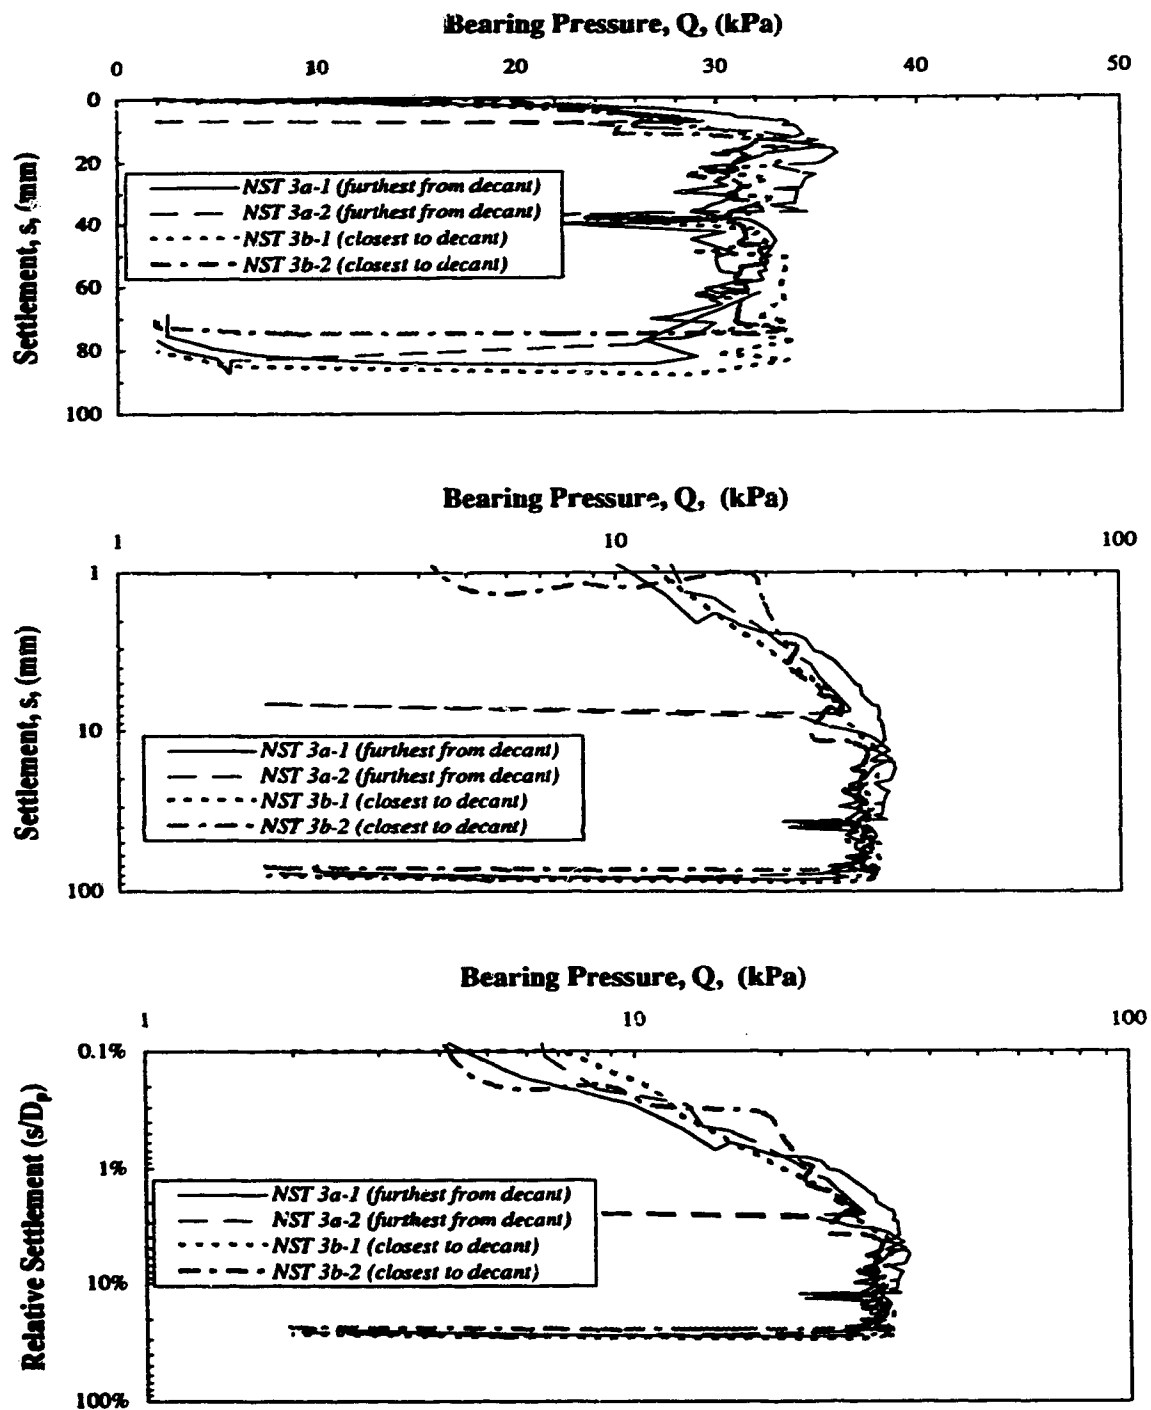 Bearing Pressure, Q, (kPa)
0 10 20 30 40 50
Settlement, s, (mm)
0
20
40
60
80
100
NST 3a-1 (furthest from decant)
NST 3a-2 (furthest from decant)
NST 3b-1 (closest to decant)
NST 3b-2 (closest to decant)
Bearing Pressure, Q, (kPa)
1 10 100
Settlement, s, (mm)
1
10
100
NST 3a-1 (furthest from decant)
NST 3a-2 (furthest from decant)
NST 3b-1 (closest to decant)
NST 3b-2 (closest to decant)
Bearing Pressure, Q, (kPa)
1 10 100
Relative Settlement (s/Dp)
0.1%
1%
10%
100%
NST 3a-1 (furthest from decant)
NST 3a-2 (furthest from decant)
NST 3b-1 (closest to decant)
NST 3b-2 (closest to decant)